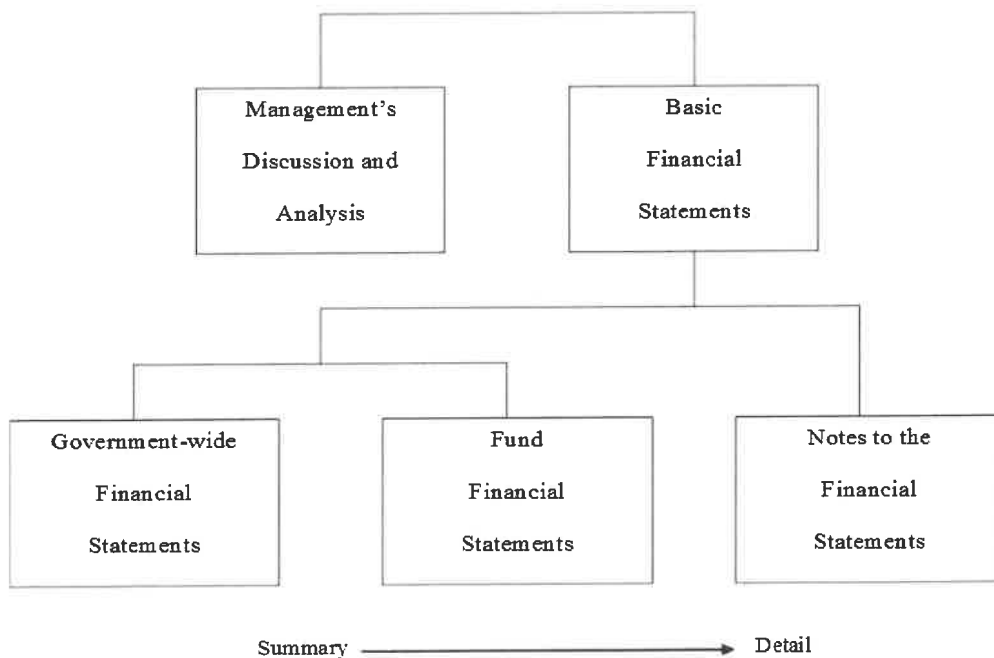 Management’s
Discussion and
Analysis
Basic
Financial
Statements
Government-wide
Financial
Statements
Fund
Financial
Statements
Notes to the
Financial
Statements
Summary
Detail